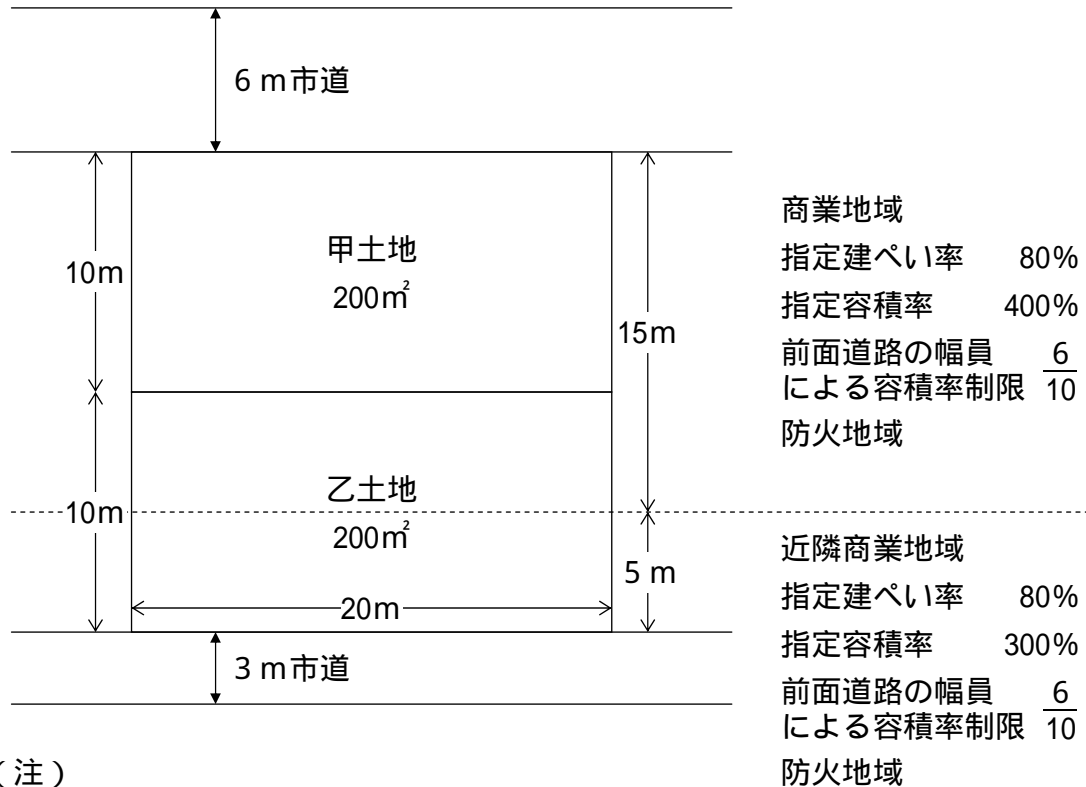 6 m市道
10m
甲土地
200㎡
15m
商業地域
指定建ぺい率 80%
指定容積率 400%
前面道路の幅員
による容積率制限 6/10
防火地域
10m
乙土地
200㎡
5 m
20m
3 m市道
近隣商業地域
指定建ぺい率 80%
指定容積率 300%
前面道路の幅員
による容積率制限 6/10
防火地域
(注)